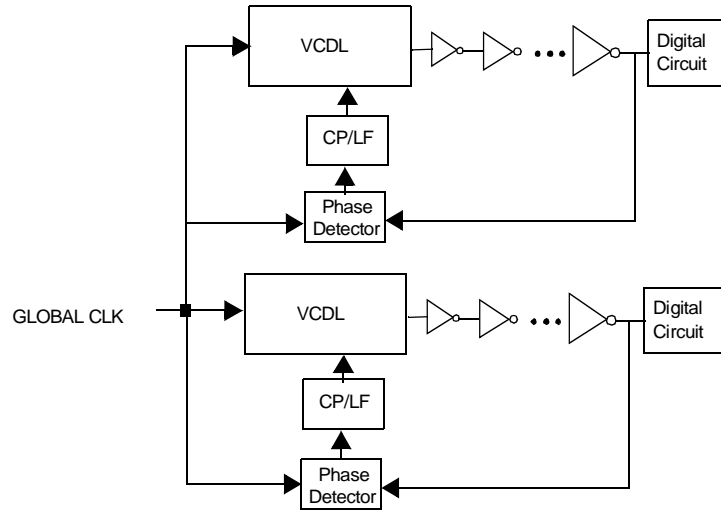 VCDL
Digital
Circuit
CP/LF
Phase
Detector
GLOBAL CLK
VCDL
Digital
Circuit
CP/LF
Phase
Detector